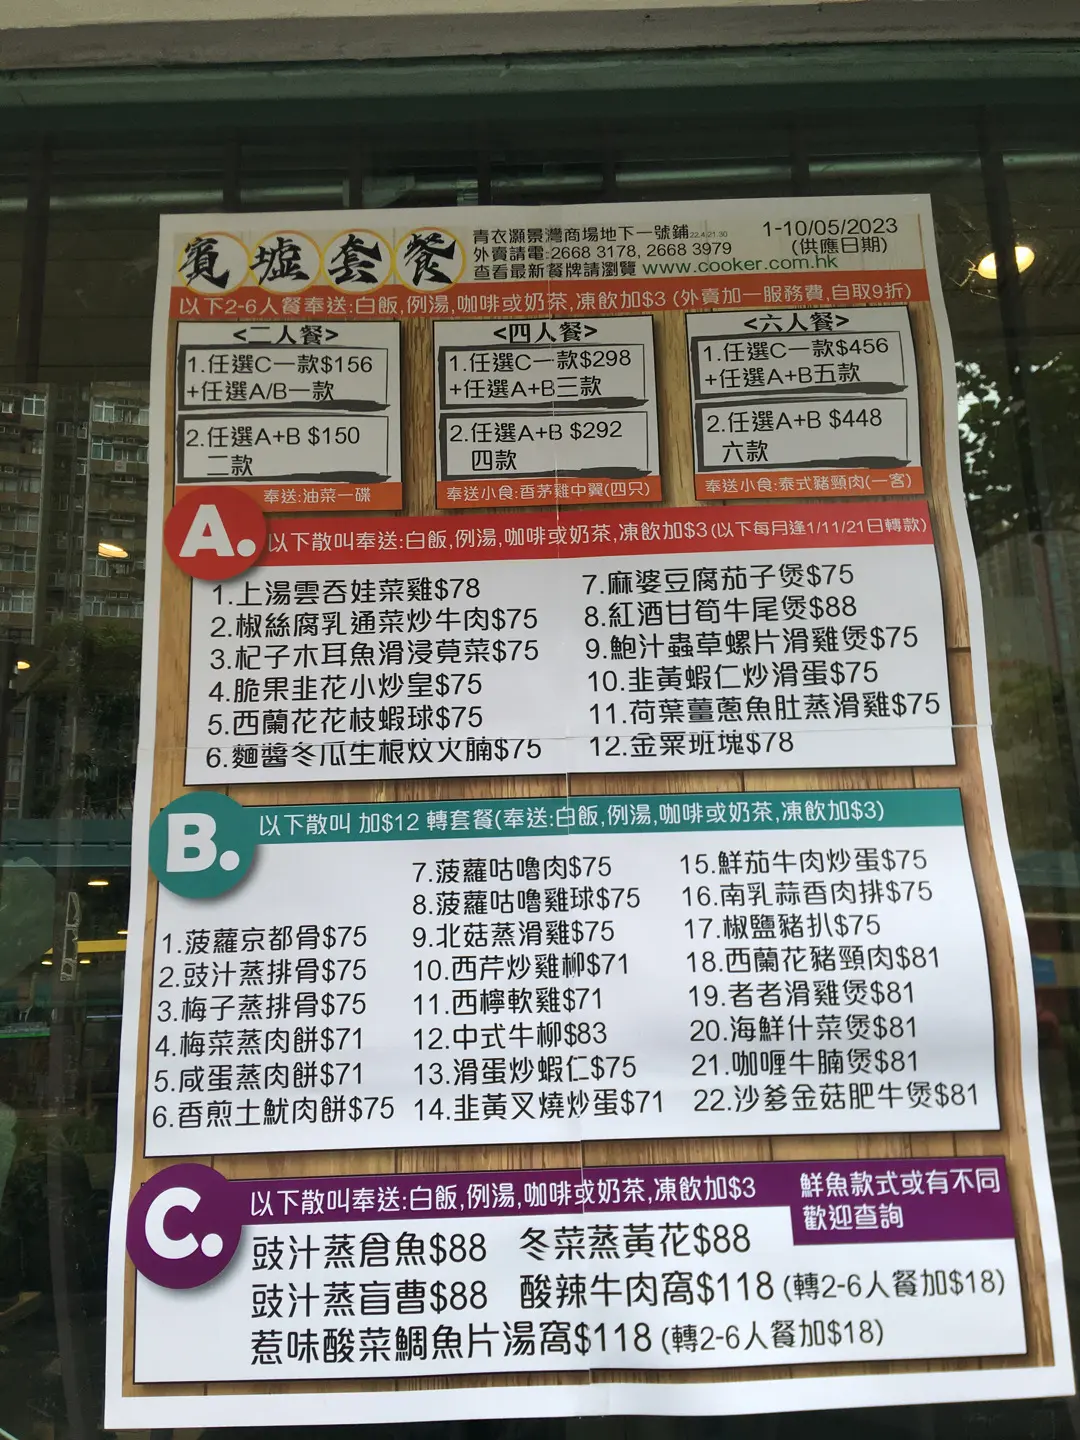 賓墟套餐
青衣灝景灣商場地下一號鋪
外賣請電:2668 3178, 2668 3979
查看最新餐牌請瀏覽 www.cooker.com.hk
1-10/05/2023
(供應日期)
以下2-6人餐奉送:白飯,例湯,咖啡或奶茶,凍飲加$3 (外賣加一服務費,自取9折)
<二人餐>
1.任選C一款$156
+任選A/B一款
2.任選A+B $150
二款
奉送:油菜一碟
<四人餐>
1.任選C一款$298
+任選A+B三款
2.任選A+B $292
四款
奉送小食:香茅雞中翼(四只)
<六人餐>
1.任選C一款$456
+任選A+B五款
2.任選A+B $448
六款
奉送小食:泰式豬頸肉(一客)
A.
以下散叫奉送:白飯,例湯,咖啡或奶茶,凍飲加$3 (以下每月逢1/11/21日轉款)
1.上湯雲吞娃菜雞$78
2.椒絲腐乳通菜炒牛肉$75
3.杞子木耳魚滑浸莧菜$75
4.脆果韭花小炒皇$75
5.西蘭花花枝蝦球$75
6.麵醬冬瓜生根炆火腩$75
7.麻婆豆腐茄子煲$75
8.紅酒甘筍牛尾煲$88
9.鮑汁蟲草螺片滑雞煲$75
10.韭黃蝦仁炒滑蛋$75
11.荷葉薑蔥魚肚蒸滑雞$75
12.金粟班塊$78
B.
以下散叫 加$12 轉套餐(奉送:白飯,例湯,咖啡或奶茶,凍飲加$3)
1.菠蘿京都骨$75
2.豉汁蒸排骨$75
3.梅子蒸排骨$75
4.梅菜蒸肉餅$71
5.咸蛋蒸肉餅$71
6.香煎土魷肉餅$75
7.菠蘿咕嚕肉$75
8.菠蘿咕嚕雞球$75
9.北菇蒸滑雞$75
10.西芹炒雞柳$71
11.西檸軟雞$71
12.中式牛柳$83
13.滑蛋炒蝦仁$75
14.韭黃叉燒炒蛋$71
15.鮮茄牛肉炒蛋$75
16.南乳蒜香肉排$75
17.椒鹽豬扒$75
18.西蘭花豬頸肉$81
19.者者滑雞煲$81
20.海鮮什菜煲$81
21.咖喱牛腩煲$81
22.沙爹金菇肥牛煲$81
C.
以下散叫奉送:白飯,例湯,咖啡或奶茶,凍飲加$3
鮮魚款式或有不同
歡迎查詢
豉汁蒸倉魚$88 冬菜蒸黃花$88
豉汁蒸盲曹$88 酸辣牛肉窩$118 (轉2-6人餐加$18)
惹味酸菜鯛魚片湯窩$118 (轉2-6人餐加$18)